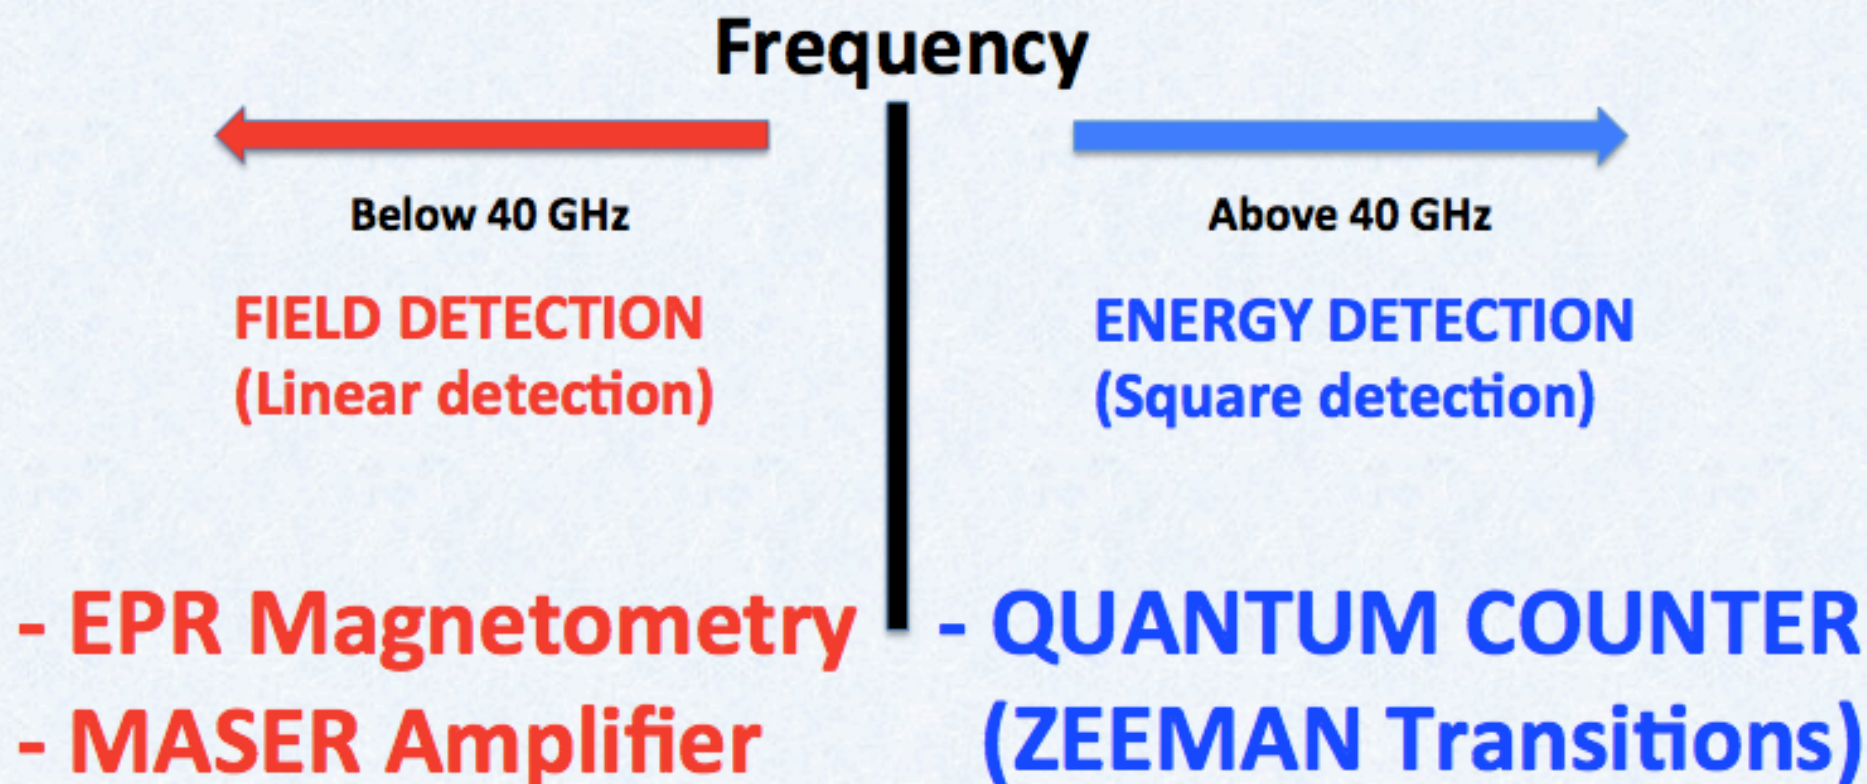 Frequency
Below 40 GHz
FIELD DETECTION
(Linear detection)
- EPR Magnetometry
- MASER Amplifier
Above 40 GHz
ENERGY DETECTION
(Square detection)
- QUANTUM COUNTER
(ZEEMAN Transitions)